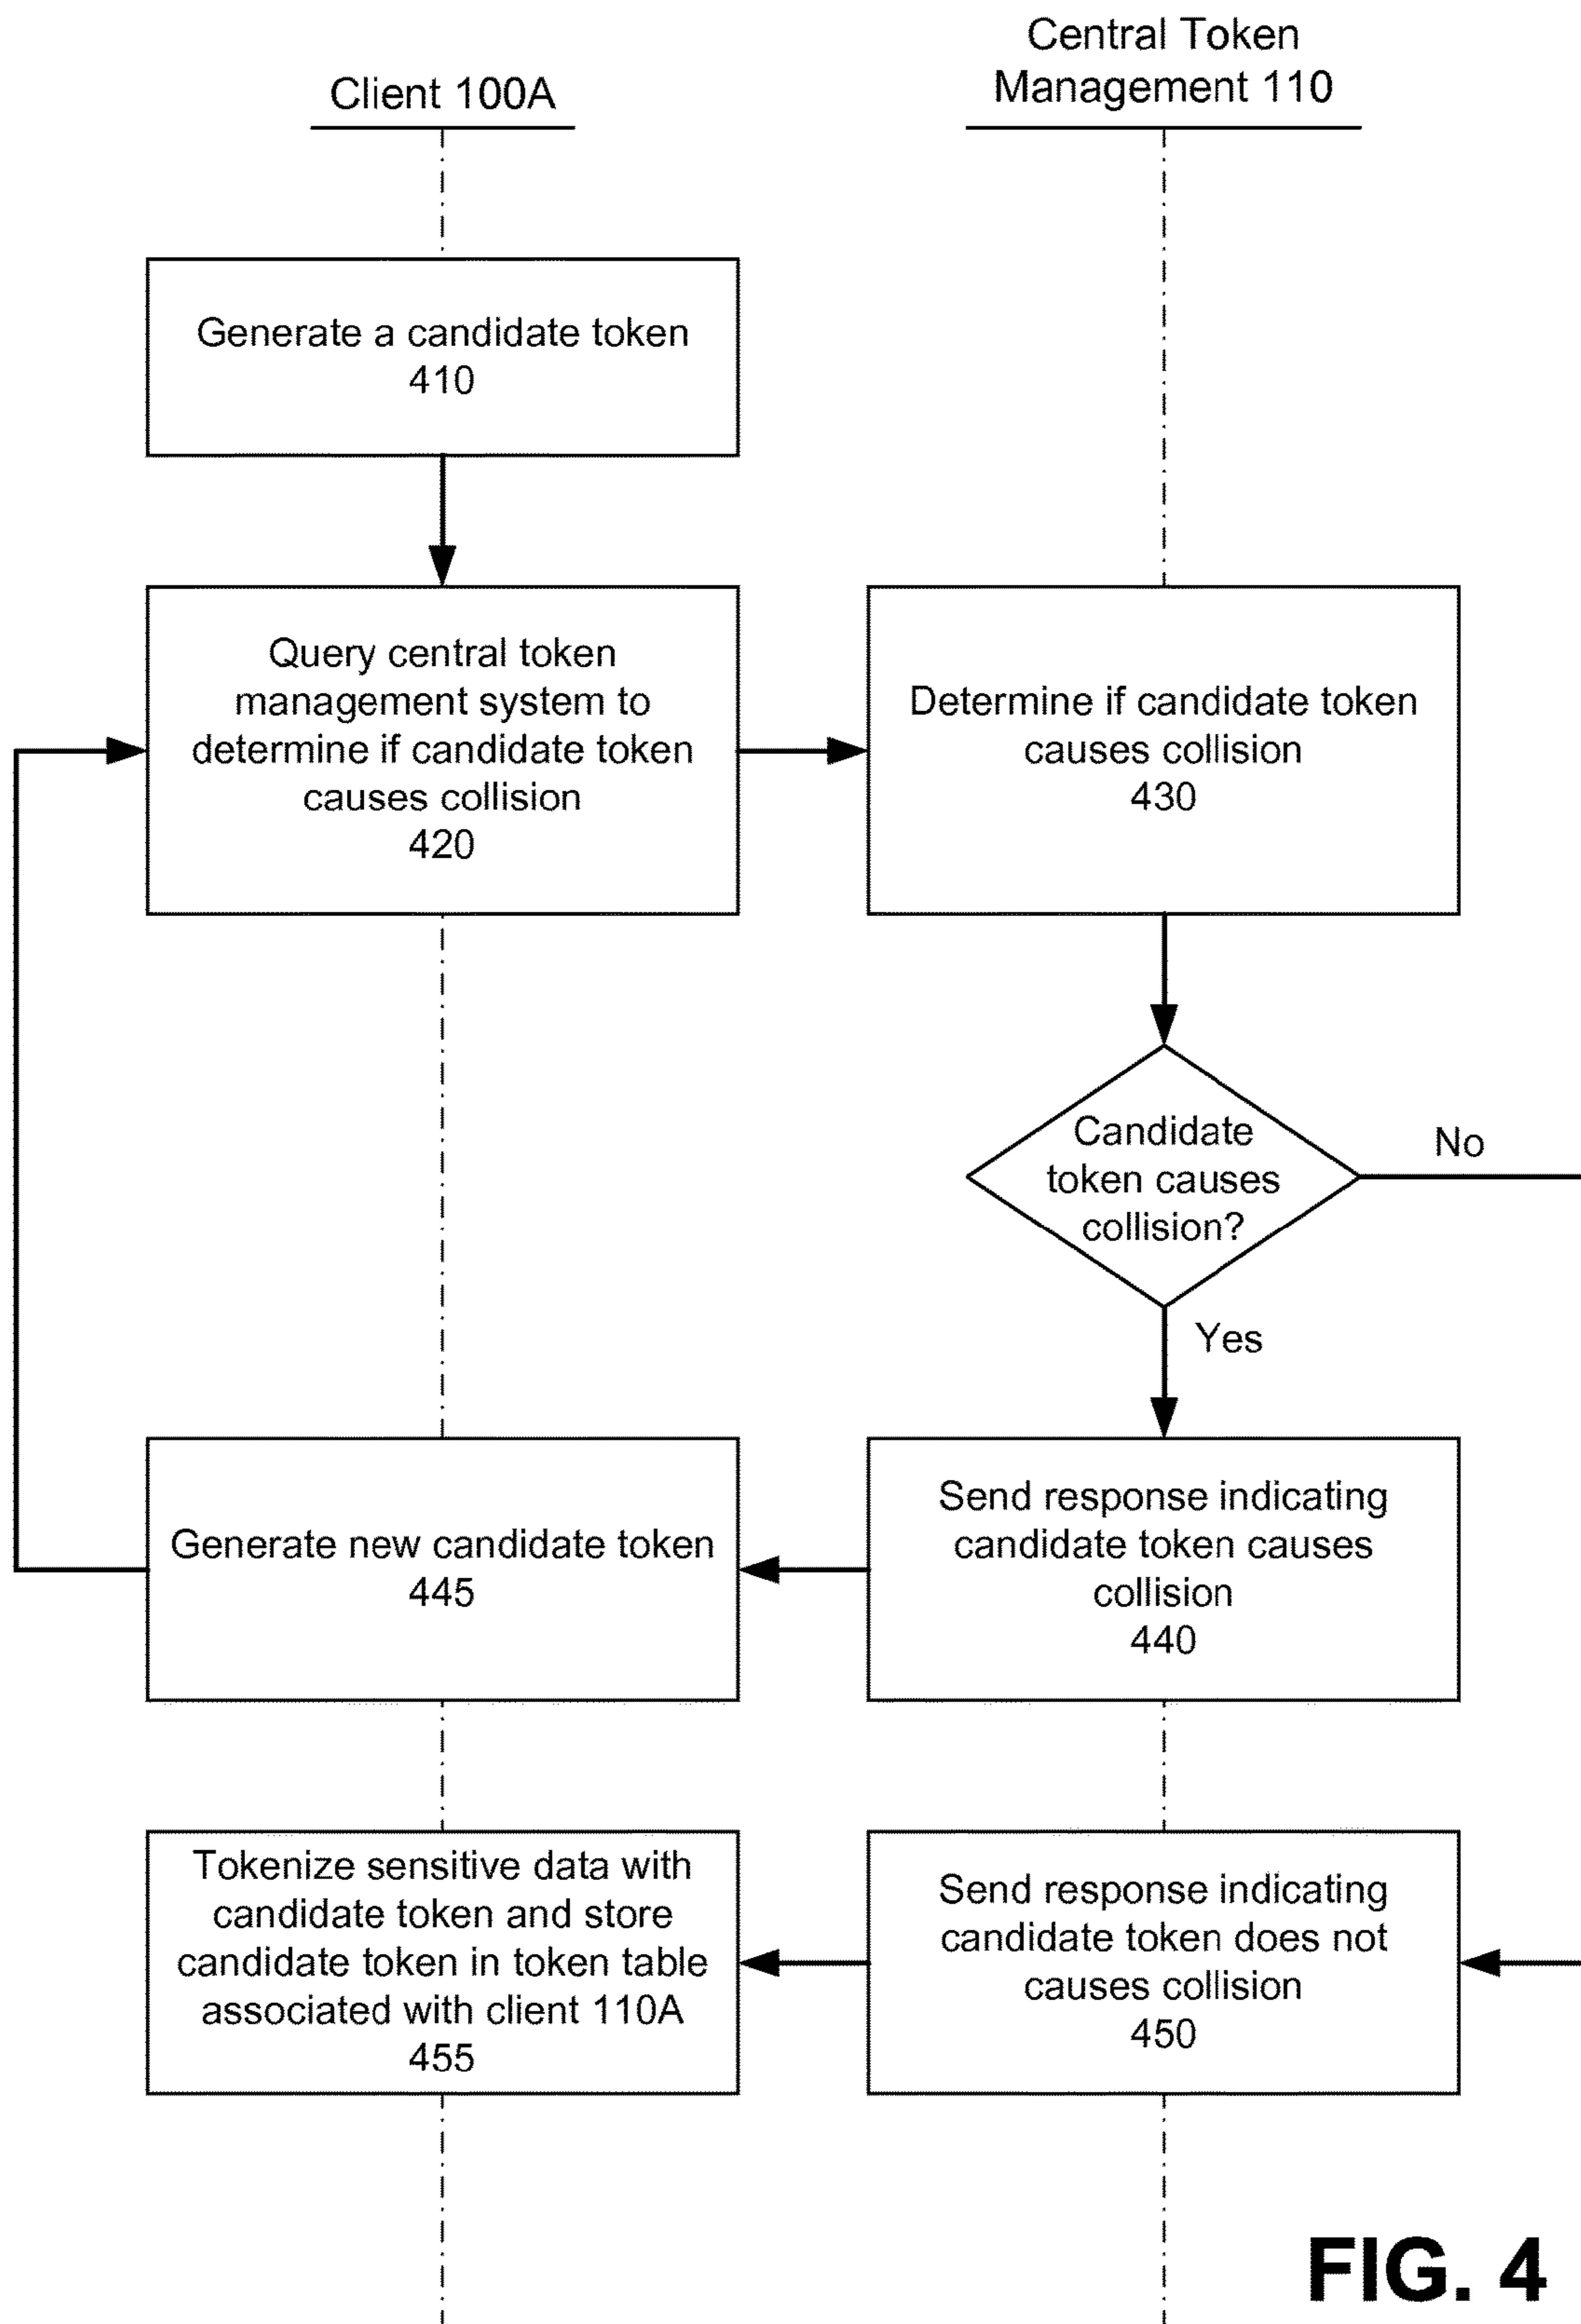 Client 100A
Central Token
Management 110
Generate a candidate token
410
Query central token
management system to
determine if candidate token
causes collision
420
Determine if candidate token
causes collision
430
Candidate
token causes
collision?
No
Yes
Generate new candidate token
445
Send response indicating
candidate token causes
collision
440
Tokenize sensitive data with
candidate token and store
candidate token in token table
associated with client 110A
455
Send response indicating
candidate token does not
causes collision
450
FIG. 4